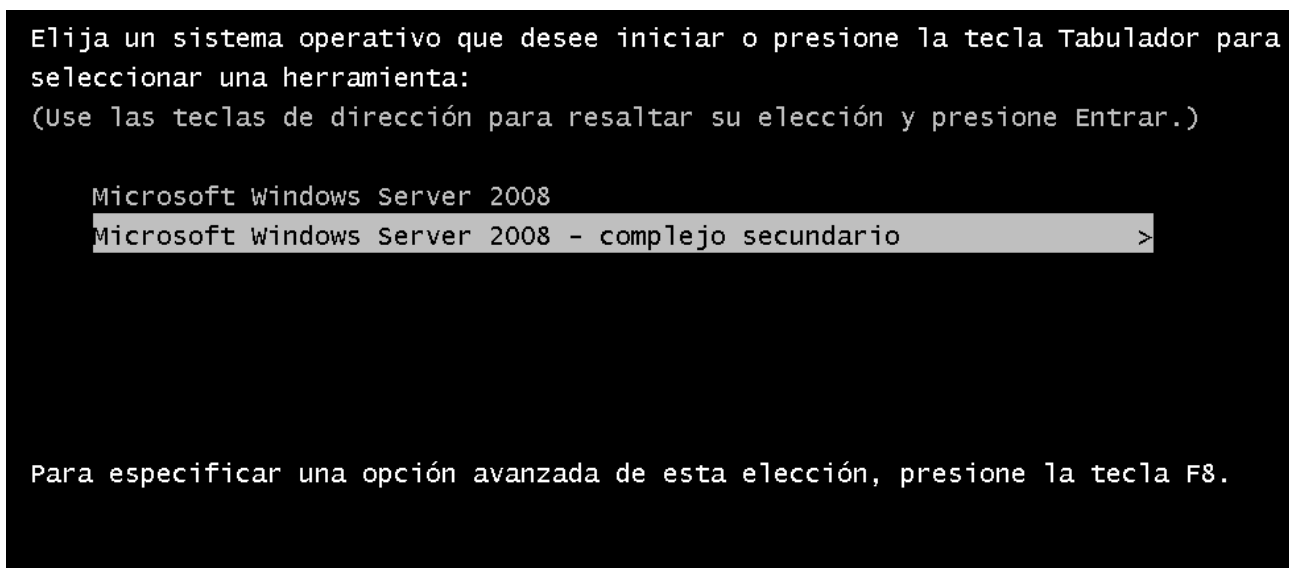 Elija un sistema operativo que desee iniciar o presione la tecla Tabulador para
seleccionar una herramienta:
(Use las teclas de dirección para resaltar su elección y presione Entrar.)
Microsoft Windows Server 2008
Microsoft Windows Server 2008 - complejo secundario >
Para especificar una opción avanzada de esta elección, presione la tecla F8.